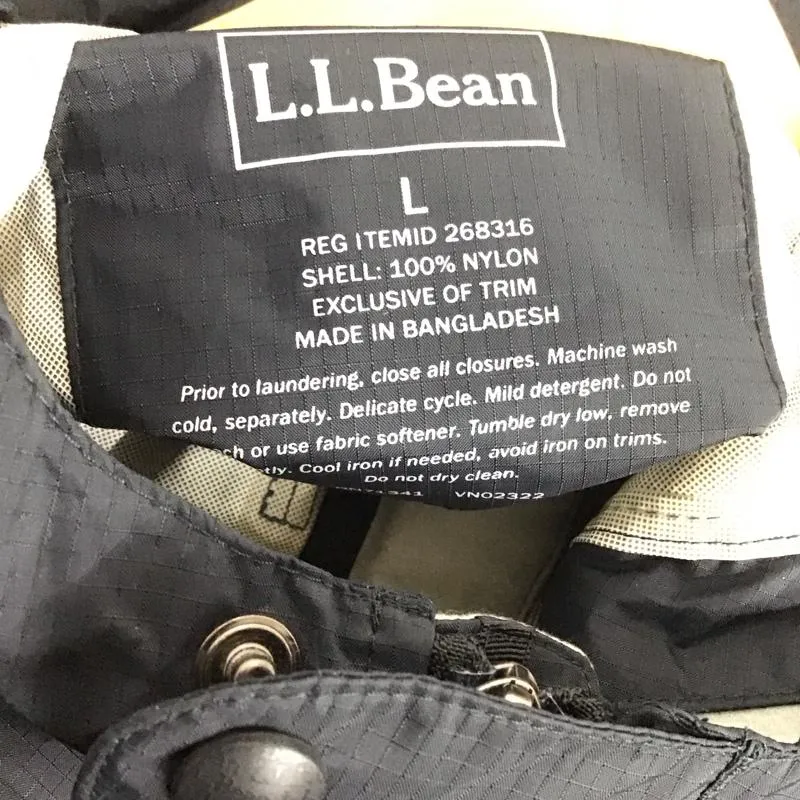 L.L.Bean
L
REG ITEMID 268316
SHELL: 100% NYLON
EXCLUSIVE OF TRIM
MADE IN BANGLADESH
Prior to laundering, close all closures. Machine wash
cold, separately. Delicate cycle. Mild detergent. Do not
or use fabric softener. Tumble dry low, remove
Cool iron if needed, avoid iron on trims.
Do not dry clean.
VN02322